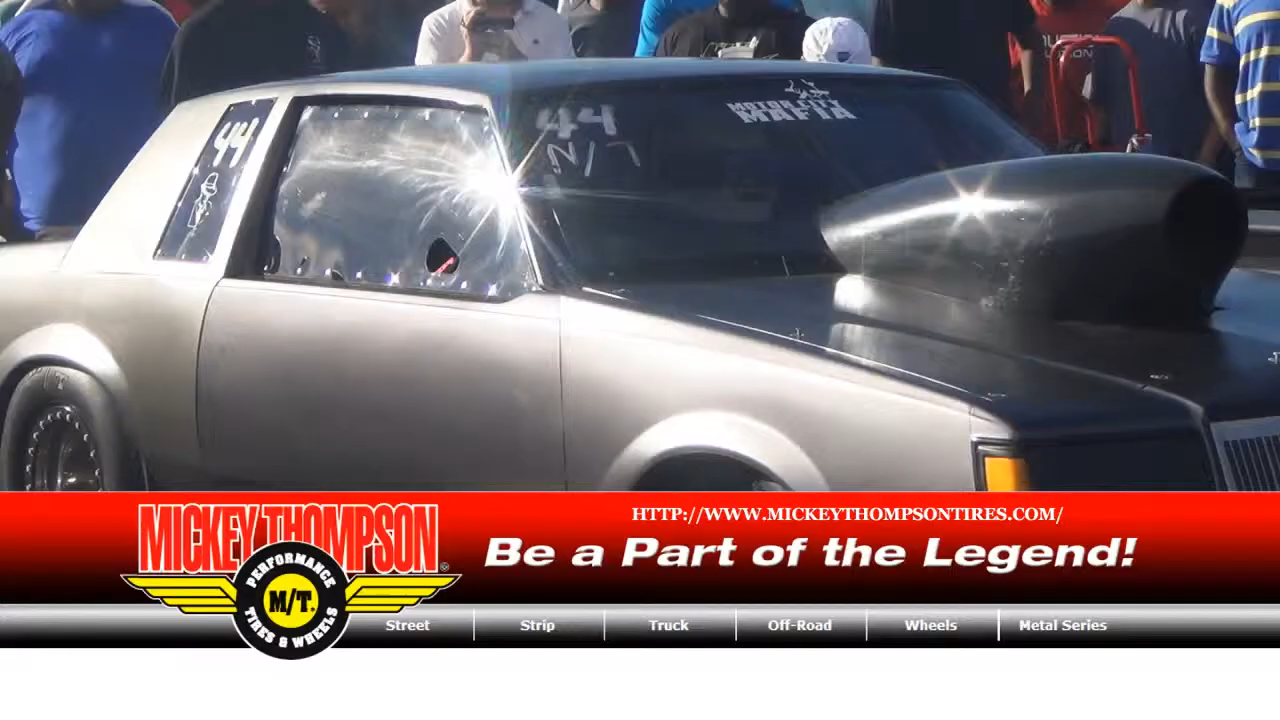 44
44
N/T
MOTOR CITY
MAFIA
MICKEY THOMPSON
PERFORMANCE
M/T.
TIRES & WHEELS
HTTP://WWW.MICKEYTHOMPSONTIRES.COM/
Be a Part of the Legend!
Street
Strip
Truck
Off-Road
Wheels
Metal Series